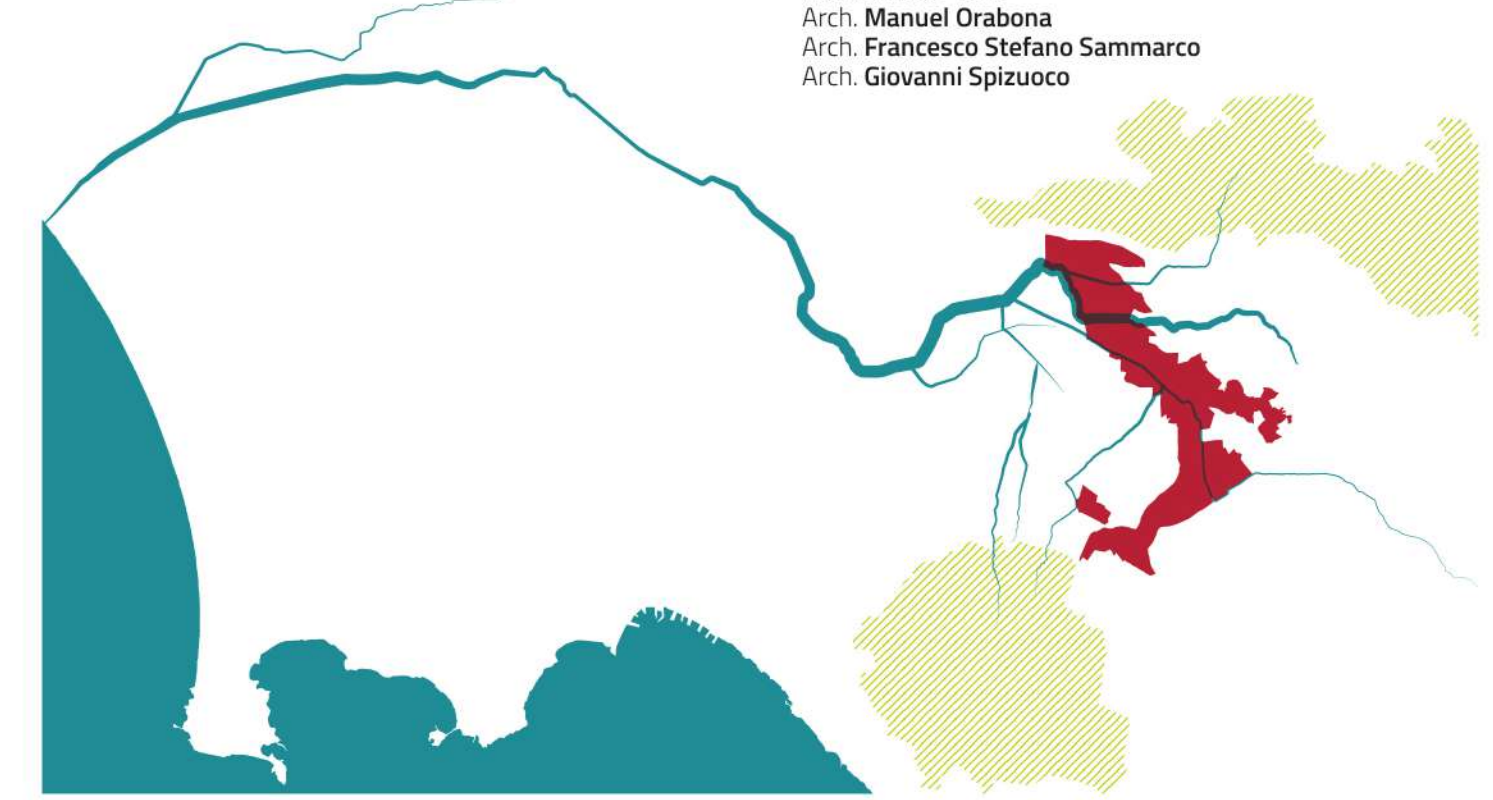 Arch. Manuel Orabona
Arch. Francesco Stefano Sammarco
Arch. Giovanni Spizuoco